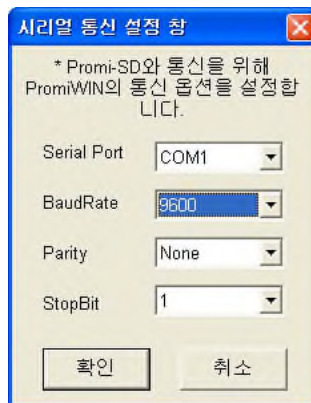 시리얼 통신 설정 창
* Promi-SD와 통신을 위해
PromiWIN의 통신 옵션을 설정합
니다.
Serial Port COM1
BaudRate 9600
Parity None
StopBit 1
확인 취소